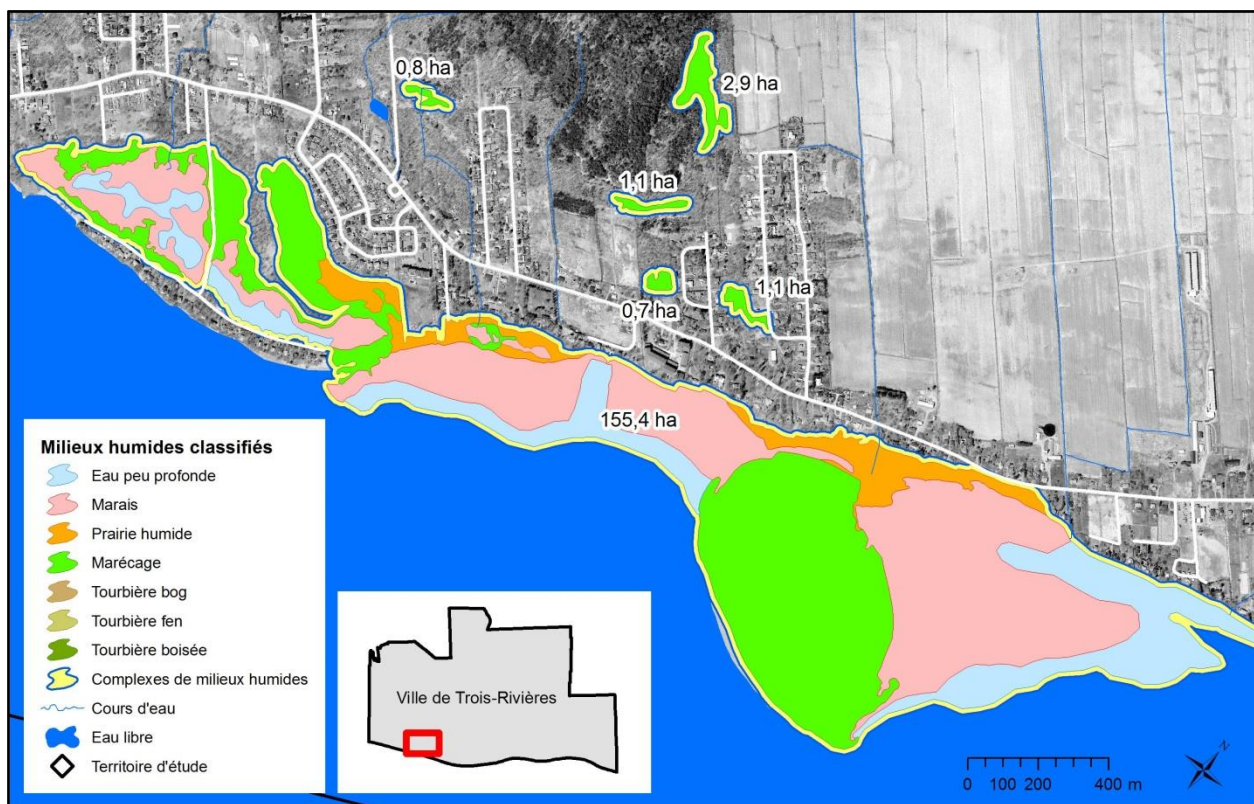 0,8 ha
2,9 ha
1,1 ha
0,7 ha
1,1 ha
155,4 ha
Milieux humides classifiés
Eau peu profonde
Marais
Prairie humide
Marécage
Tourbière bog
Tourbière fen
Tourbière boisée
Complexes de milieux humides
Cours d'eau
Eau libre
Territoire d'étude
Ville de Trois-Rivières
0 100 200 400 m
N